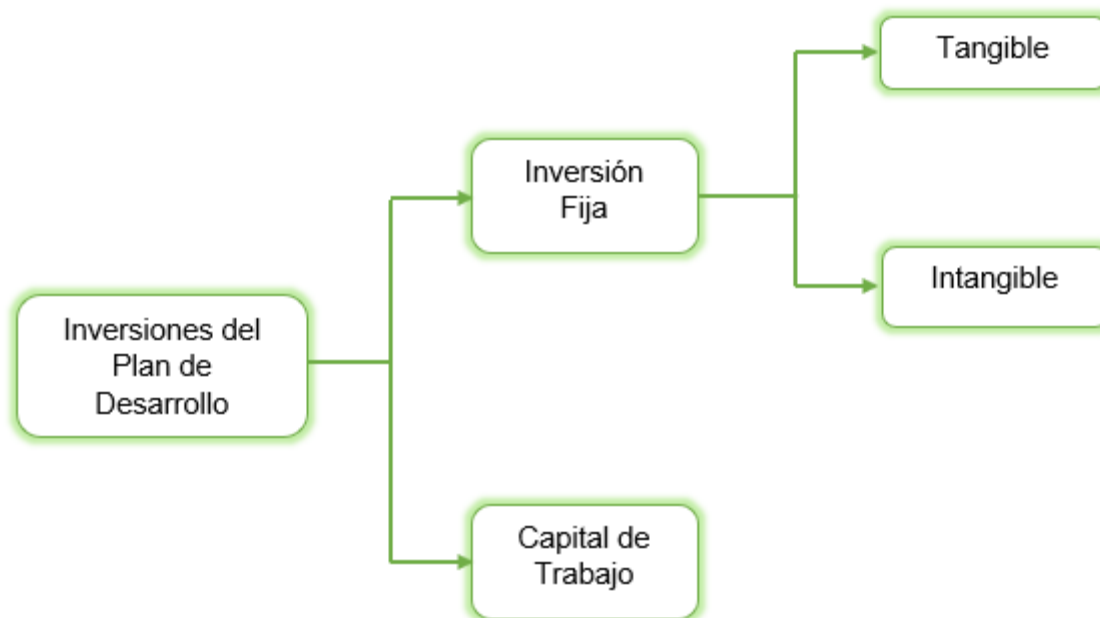 Tangible
Inversión
Fija
Intangible
Inversiones del
Plan de
Desarrollo
Capital de
Trabajo